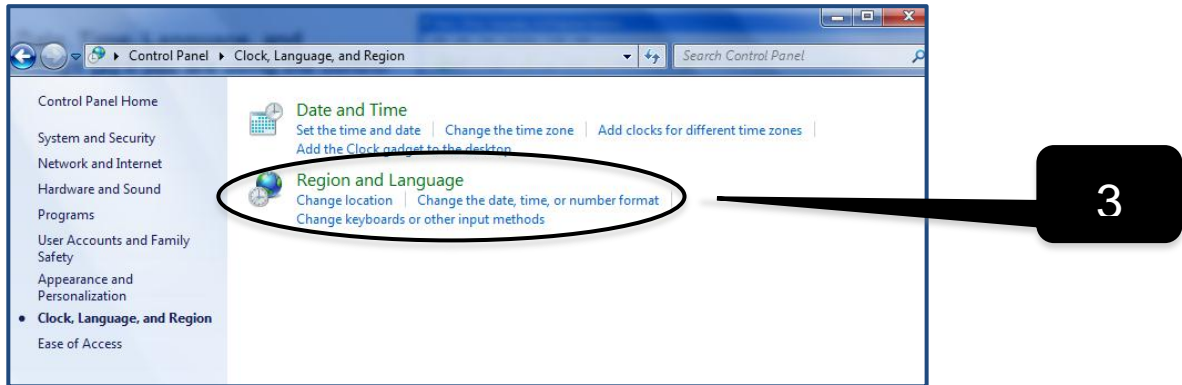 Control Panel Clock, Language, and Region
Search Control Panel
Control Panel Home
System and Security
Network and Internet
Hardware and Sound
Programs
User Accounts and Family
Safety
Appearance and
Personalization
Clock, Language, and Region
Ease of Access
Date and Time
Set the time and date Change the time zone Add clocks for different time zones
Add the Clock gadget to the desktop
Region and Language
Change location Change the date, time, or number format
Change keyboards or other input methods
3